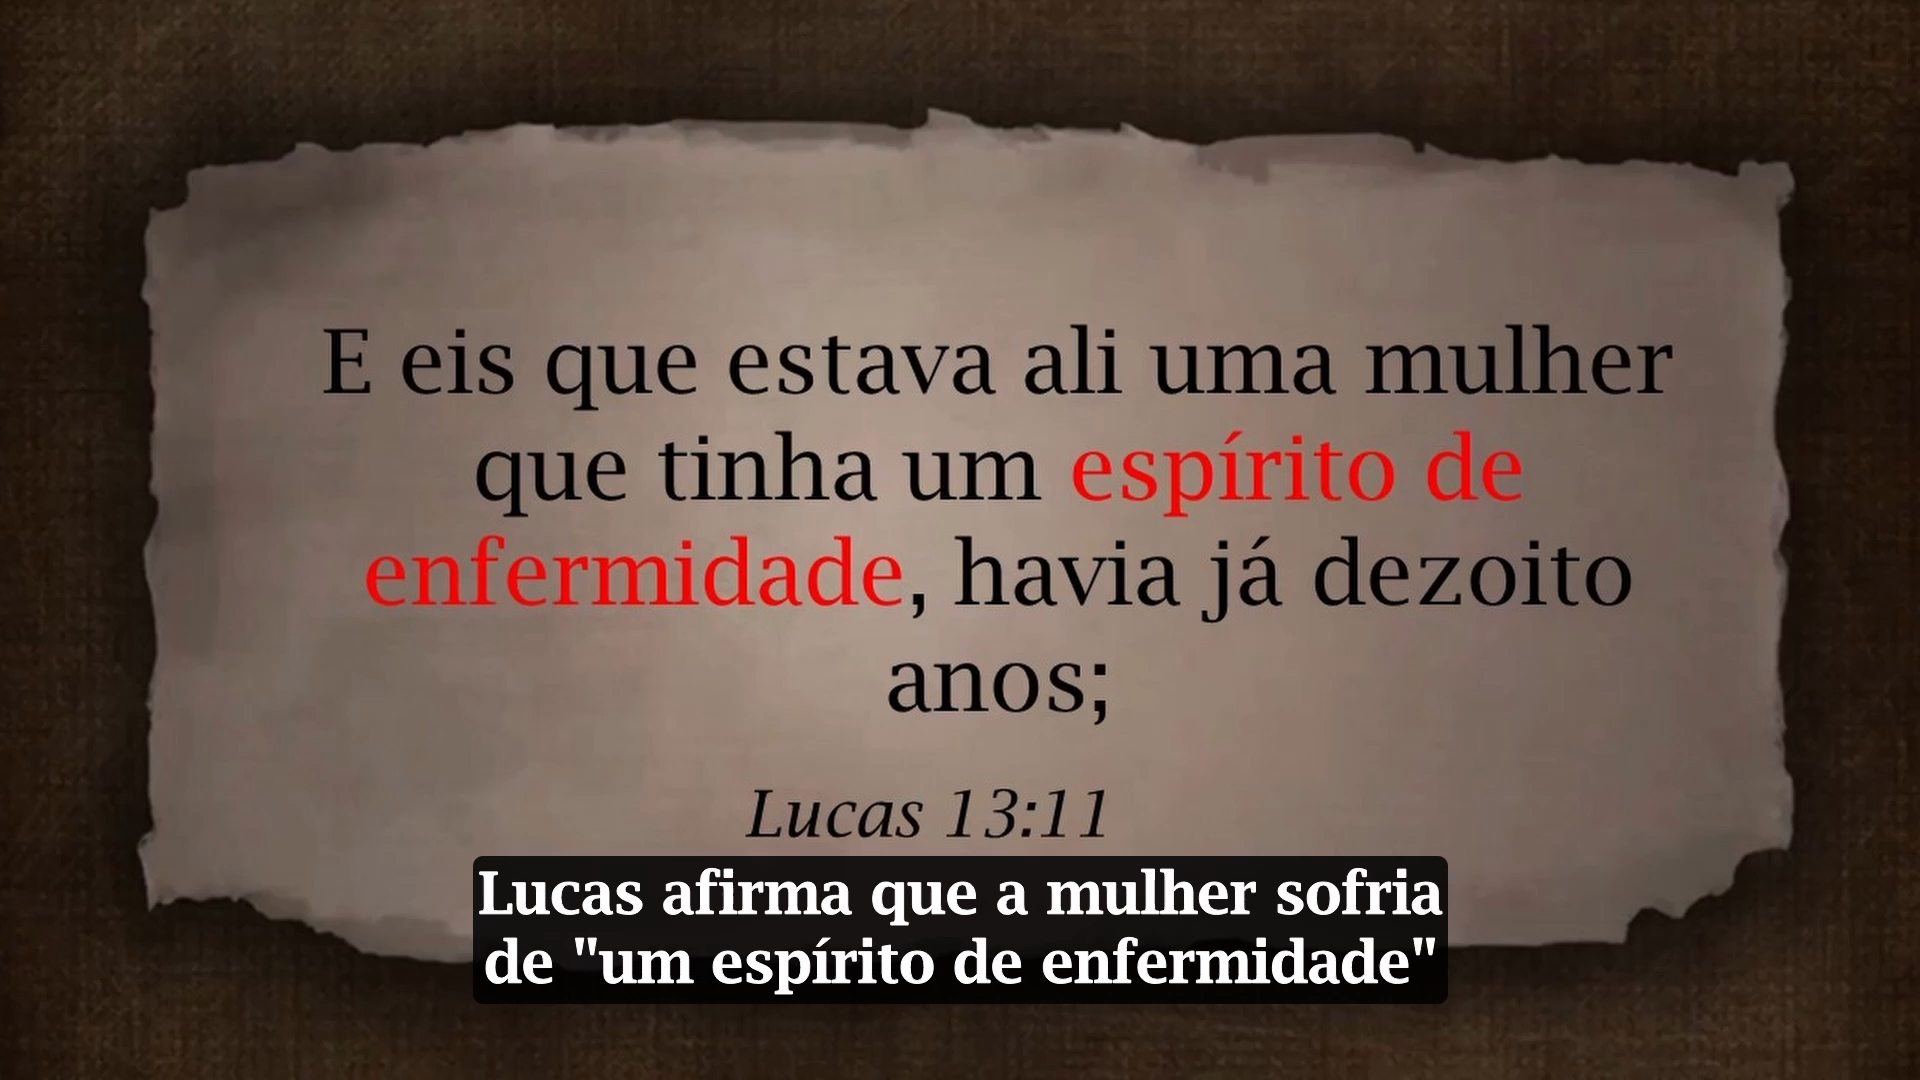 E eis que estava ali uma mulher
que tinha um espírito de
enfermidade, havia já dezoito
anos;
Lucas 13:11
Lucas afirma que a mulher sofria
de "um espírito de enfermidade"